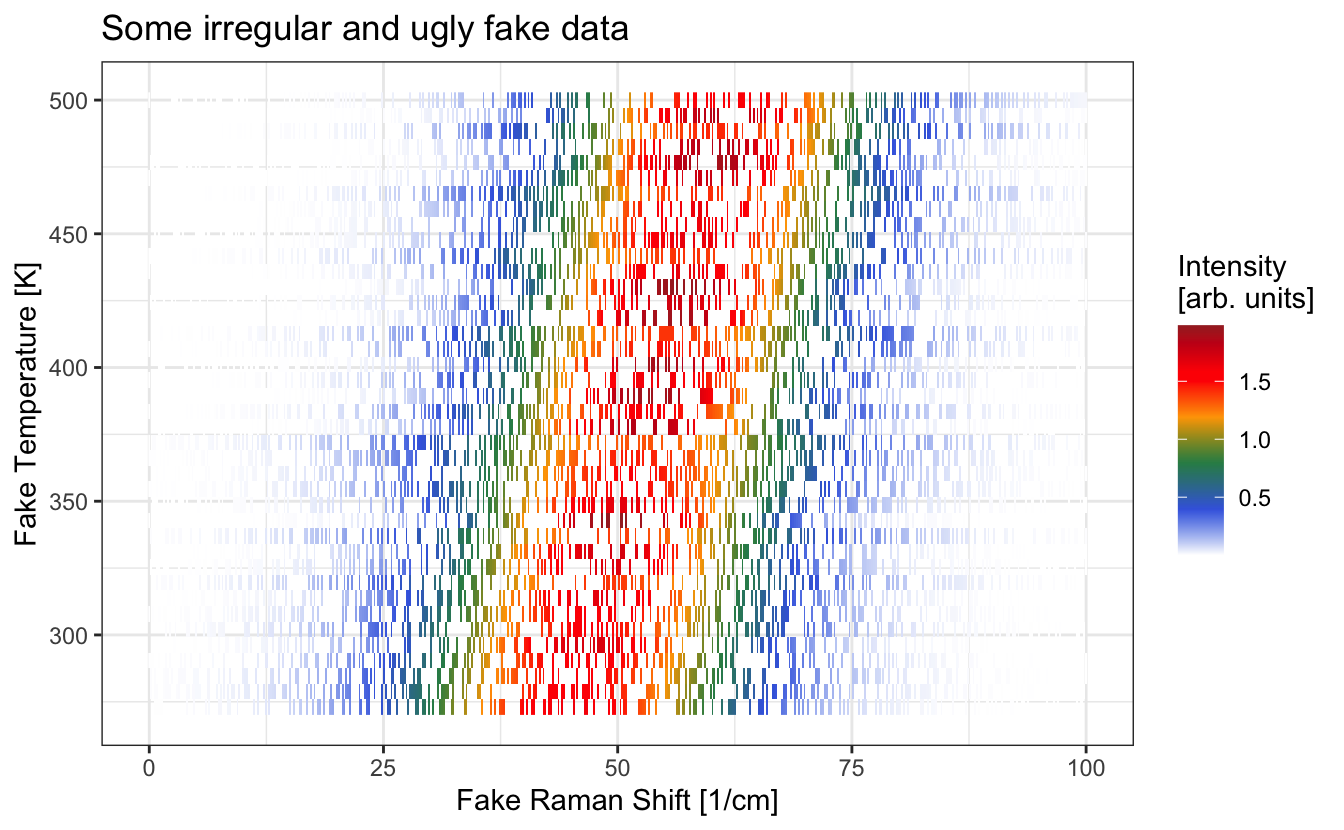 Some irregular and ugly fake data
500
450
400
350
300
Fake Temperature [K]
0
25
50
75
100
Fake Raman Shift [1/cm]
Intensity
[arb. units]
1.5
1.0
0.5